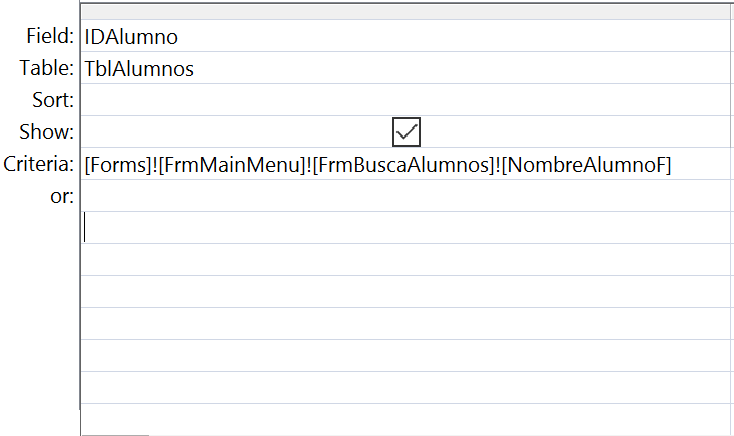 Field: IDAlumno
Table: TblAlumnos
Sort:
Show:
Criteria: [Forms]![FrmMainMenu]![FrmBuscaAlumnos]![NombreAlumnoF]
or: